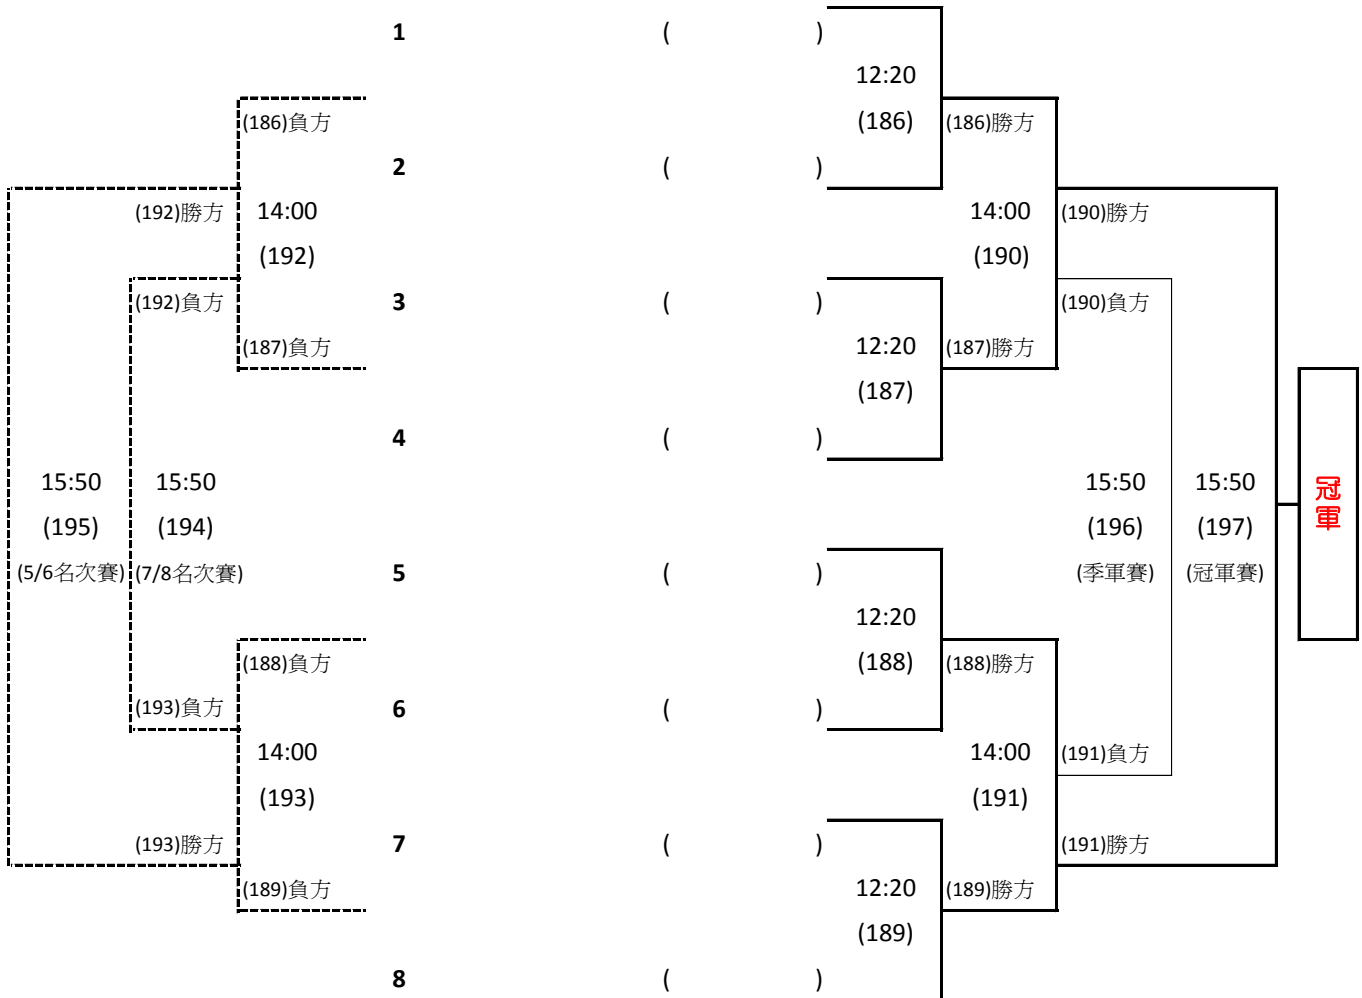 1 ( )
12:20
(186)負方 (186) (186)勝方
2 ( )
(192)勝方 14:00 14:00 (190)勝方
(192) (190)
(192)負方 3 ( ) (190)負方
(187)負方 12:20 (187)勝方
(187)
4 ( )
15:50 15:50 15:50 15:50 冠
(195) (194) (196) (197) 軍
(5/6名次賽) (7/8名次賽) 5 ( ) (季軍賽) (冠軍賽)
12:20
(188)負方 (188) (188)勝方
(193)負方 6 ( )
14:00 14:00 (191)負方
(193) (191)
(193)勝方 7 ( ) (191)勝方
(189)負方 12:20 (189)勝方
(189)
8 ( )